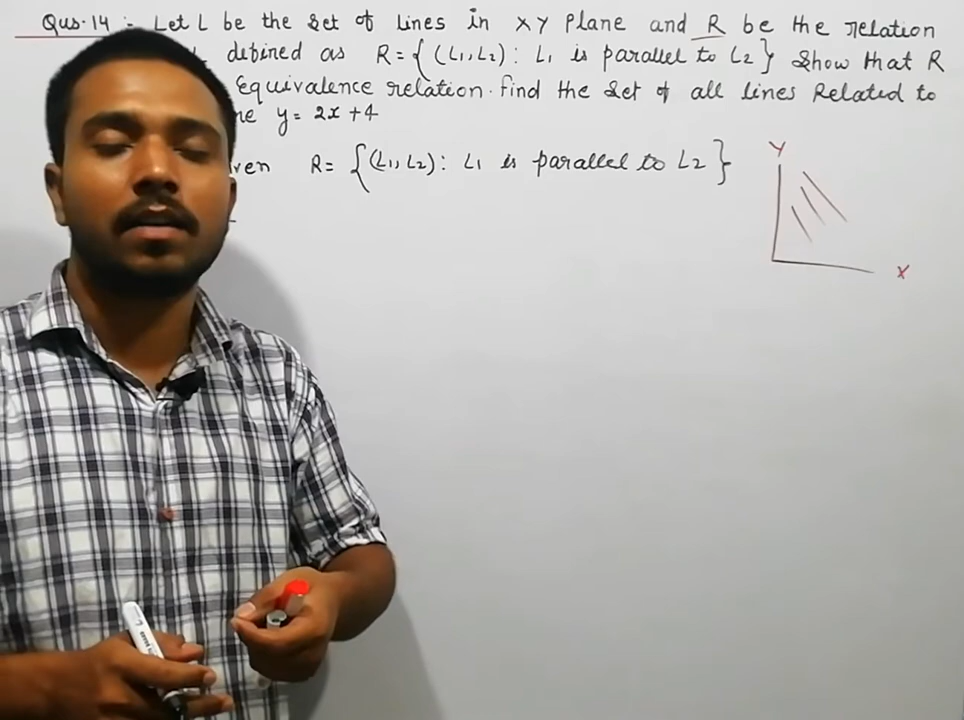 Qus.14 :- Let L be the set of lines in XY Plane and R be the relation
L defined as R={(L1,L2): L1 is parallel to L2} Show that R
Equivalence relation. Find the set of all lines Related to
y= 2x+4
R= {(L1, L2): L1 is parallel to L2}
Y
X